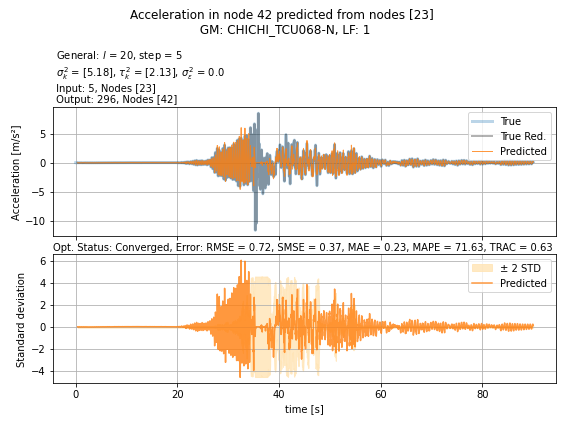 Acceleration in node 42 predicted from nodes [23]
GM: CHICHI_TCU068-N, LF: 1
General: l = 20, step = 5
σ²ₖ = [5.18], τ²ₖ = [2.13], σ²ε = 0.0
Input: 5, Nodes [23]
Output: 296, Nodes [42]
Acceleration [m/s²]
5
0
−5
−10
True
True Red.
Predicted
Opt. Status: Converged, Error: RMSE = 0.72, SMSE = 0.37, MAE = 0.23, MAPE = 71.63, TRAC = 0.63
Standard deviation
6
4
2
0
−2
−4
± 2 STD
Predicted
0 20 40 60 80
time [s]